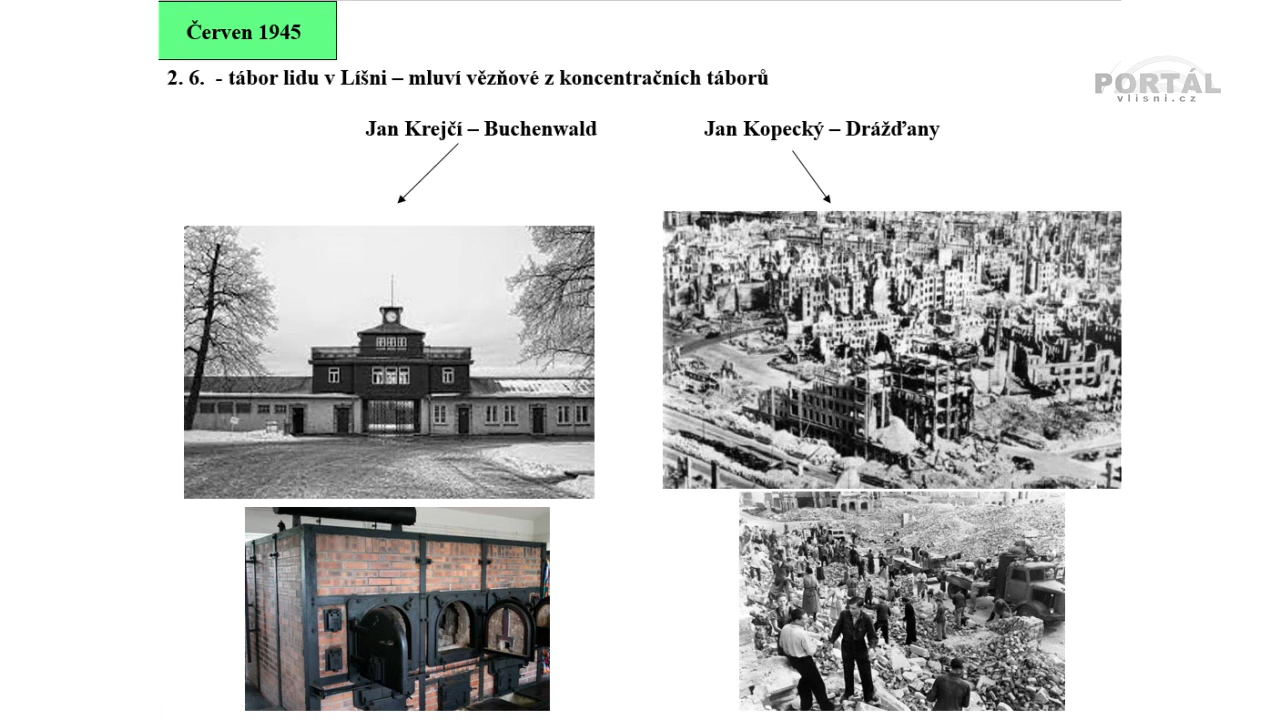 Červen 1945
2. 6. - tábor lidu v Líšni – mluví vězňové z koncentračních táborů
PORTÁL
vlisni.cz
Jan Krejčí – Buchenwald
Jan Kopecký – Drážďany